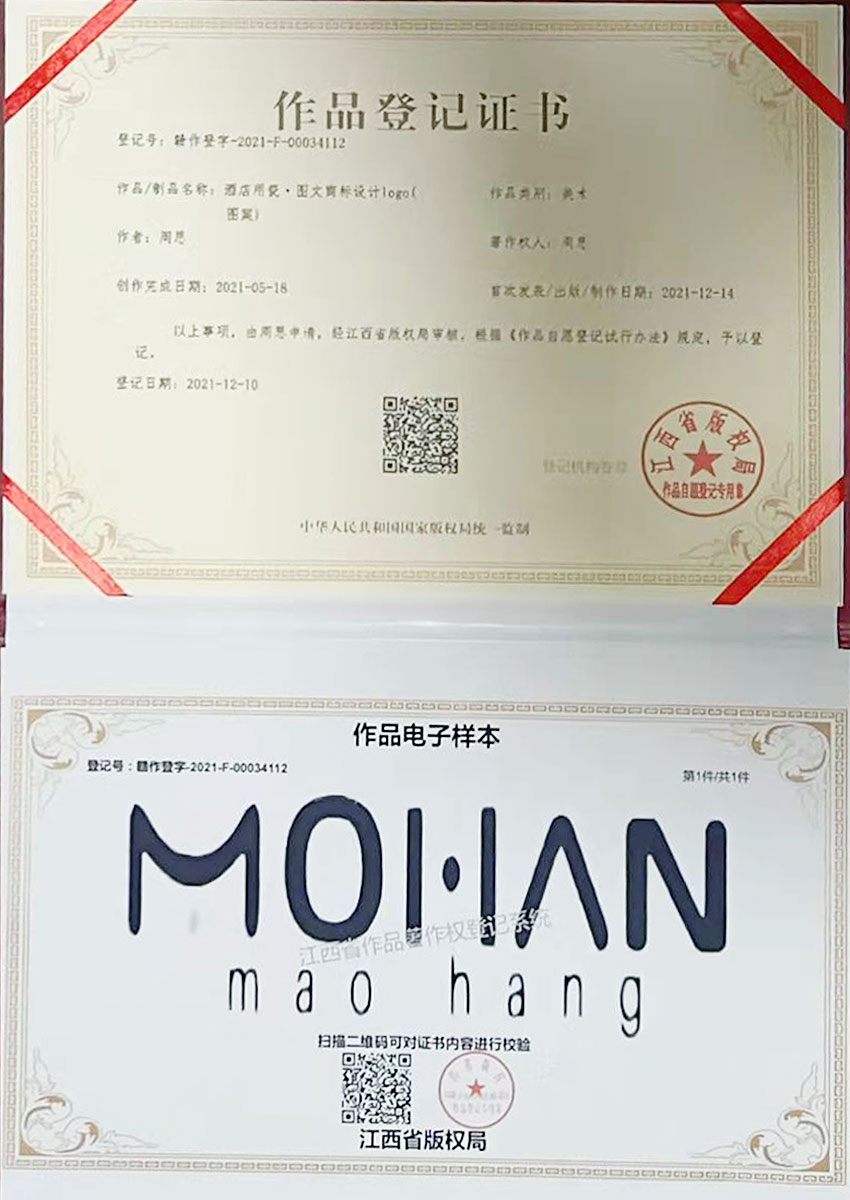 作品登记证书
登记号：赣作登字-2021-F-00034112
作品/制品名称：酒店用瓷·图文商标设计logo(
图案)
作品类别：美术
作者：周思
著作权人：周思
创作完成日期：2021-05-18
首次发表/出版/制作日期：2021-12-14
以上事项，由周思申请，经江西省版权局审核，根据《作品自愿登记试行办法》规定，予以登
记。
登记日期：2021-12-10
登记机构签章
江西省版权局
作品自愿登记专用章
中华人民共和国国家版权局统一监制
作品电子样本
登记号：赣作登字-2021-F-00034112
第1件/共1件
MOHAN
江西省作品著作权登记系统
mao hang
扫描二维码可对证书内容进行校验
江西省版权局